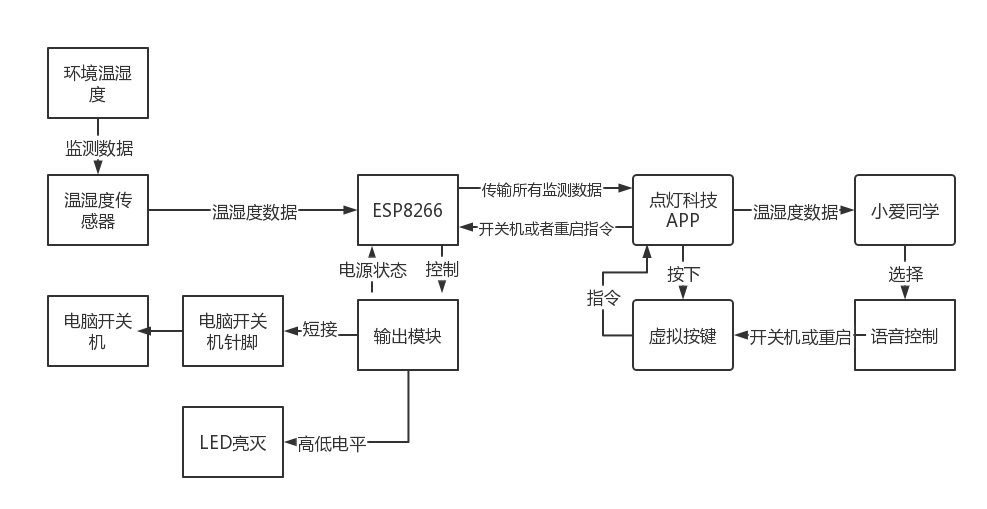 环境温湿
度
监测数据
温湿度传
感器
温湿度数据
ESP8266
传输所有监测数据
开关机或者重启指令
点灯科技
APP
温湿度数据
小爱同学
电源状态
控制
按下
选择
指令
电脑开关
机
电脑开关
机针脚
短接
输出模块
虚拟按键
开关机或重启
语音控制
LED亮灭
高低电平